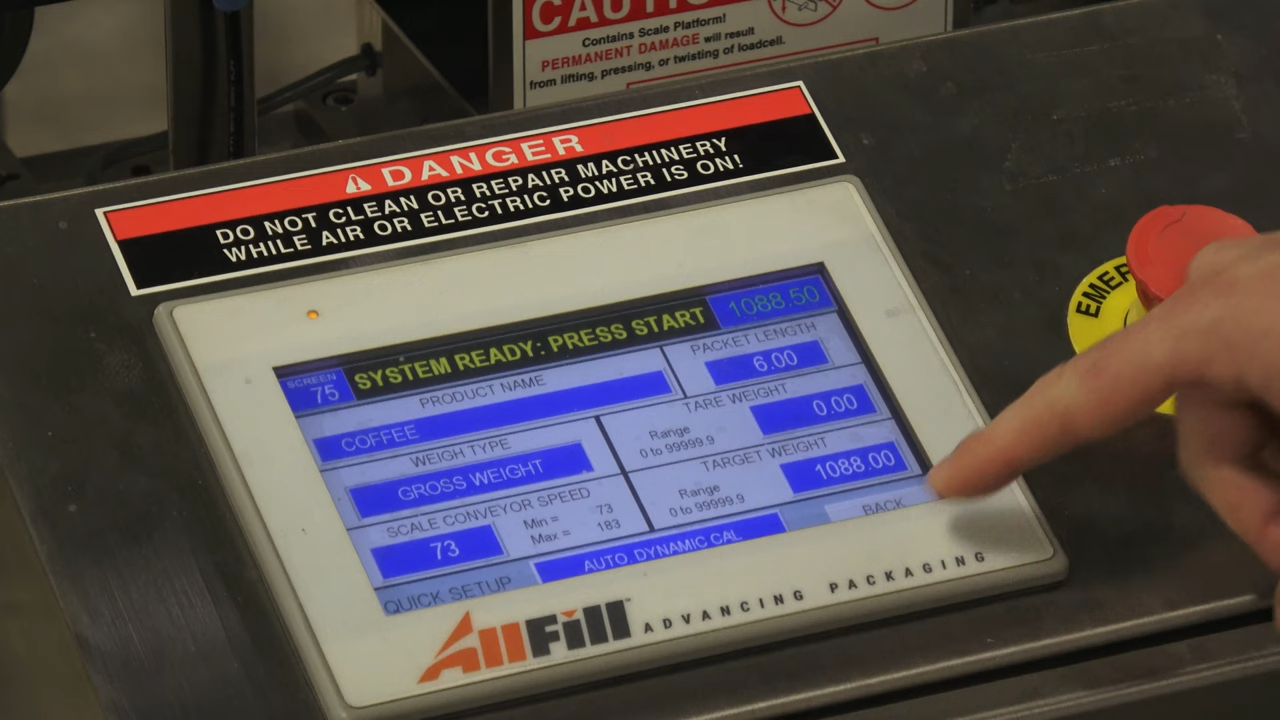 CAUTION
Contains Scale Platform!
PERMANENT DAMAGE will result
from lifting, pressing, or twisting of loadcell.
DANGER
DO NOT CLEAN OR REPAIR MACHINERY
WHILE AIR OR ELECTRIC POWER IS ON!
EMER
SCREEN
75
SYSTEM READY: PRESS START
1088.50
PRODUCT NAME
COFFEE
PACKET LENGTH
6.00
WEIGH TYPE
GROSS WEIGHT
TARE WEIGHT
Range
0 to 99999.9
0.00
SCALE CONVEYOR SPEED
73
Min = 73
Max = 183
TARGET WEIGHT
Range
0 to 99999.9
1088.00
QUICK SETUP
AUTO. DYNAMIC CAL
BACK
AllFill™ ADVANCING PACKAGING